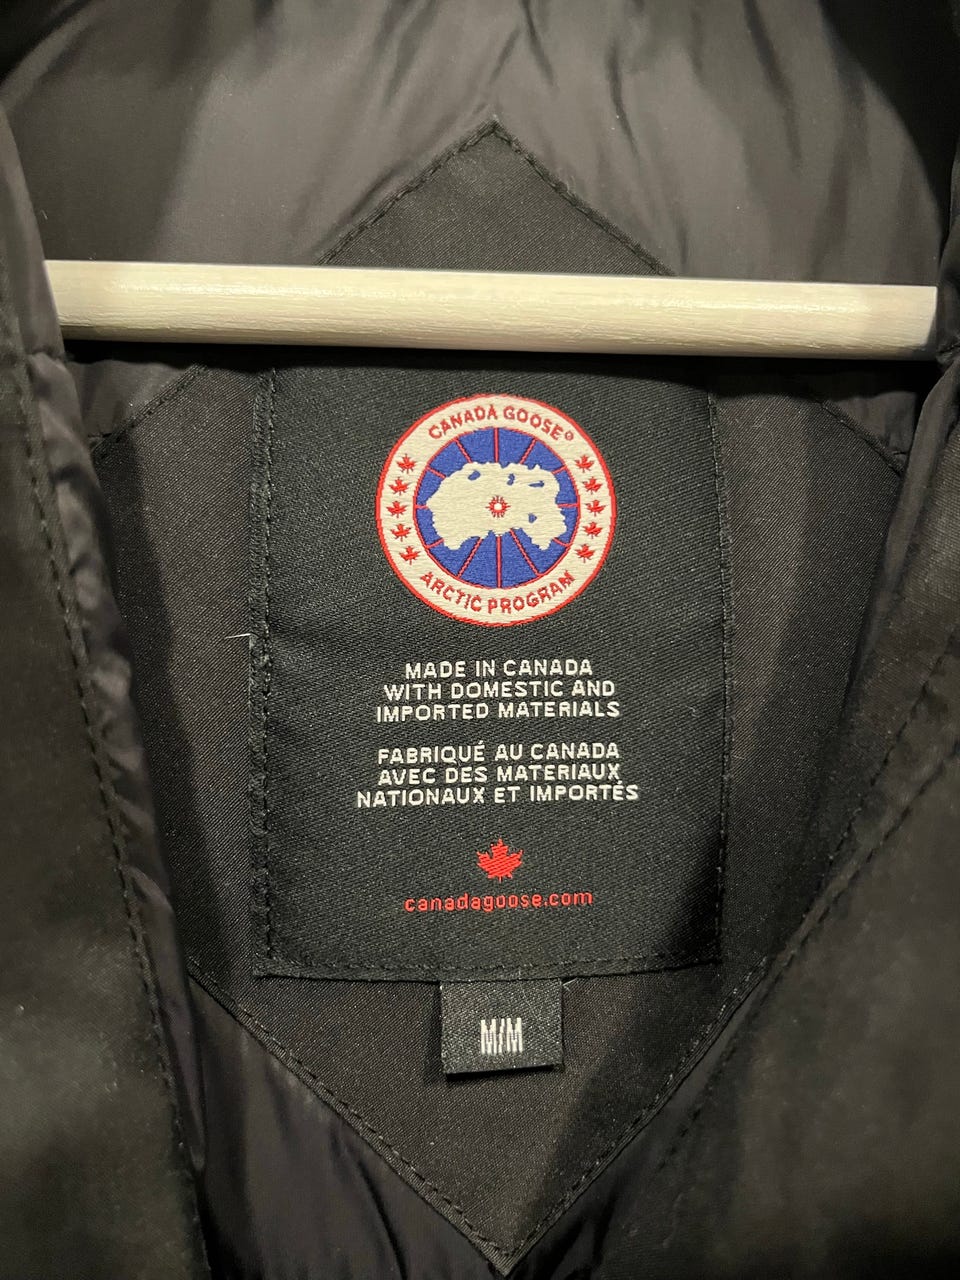 CANADA GOOSE®
ARCTIC PROGRAM
MADE IN CANADA
WITH DOMESTIC AND
IMPORTED MATERIALS
FABRIQUÉ AU CANADA
AVEC DES MATERIAUX
NATIONAUX ET IMPORTÉS
canadagoose.com
M/M